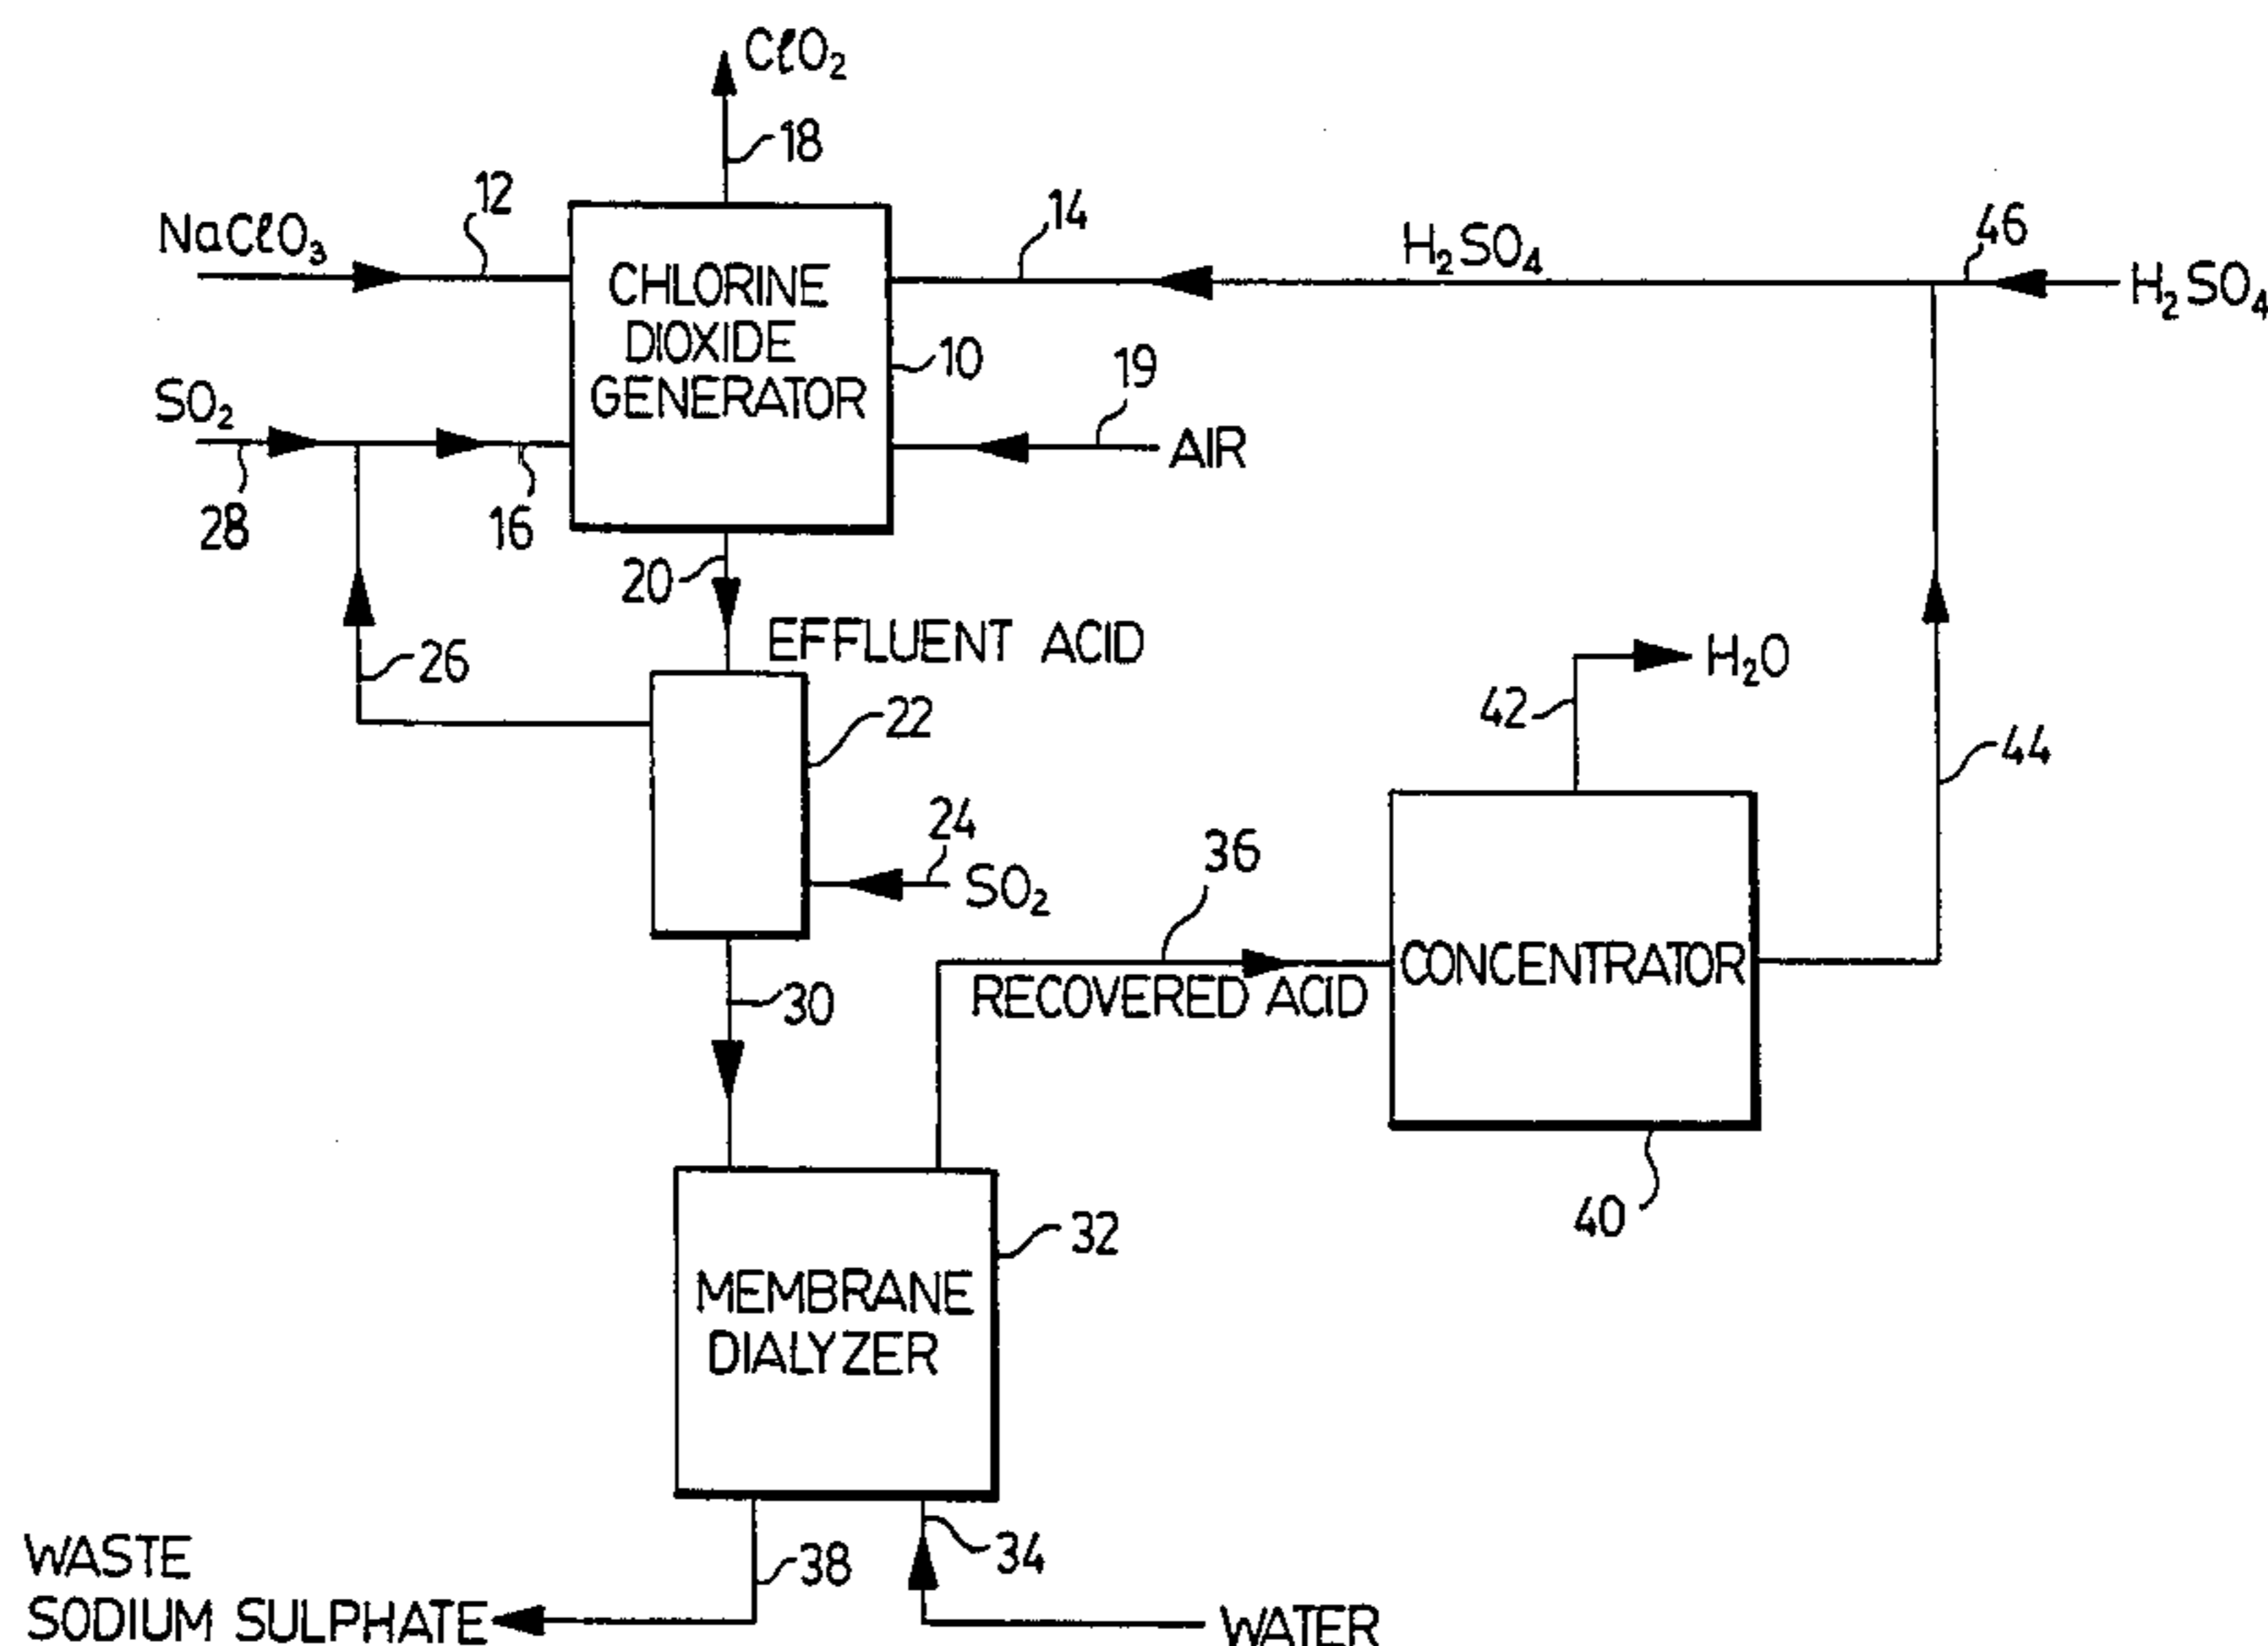 ClO₂
18
12
NaClO₃
14
H₂SO₄
46
H₂SO₄
CHLORINE
DIOXIDE
GENERATOR
10
19
AIR
SO₂
28
16
20
EFFLUENT ACID
26
22
24
SO₂
42
H₂O
44
36
RECOVERED ACID
CONCENTRATOR
30
40
32
MEMBRANE
DIALYZER
34
38
WASTE
SODIUM SULPHATE
WATER